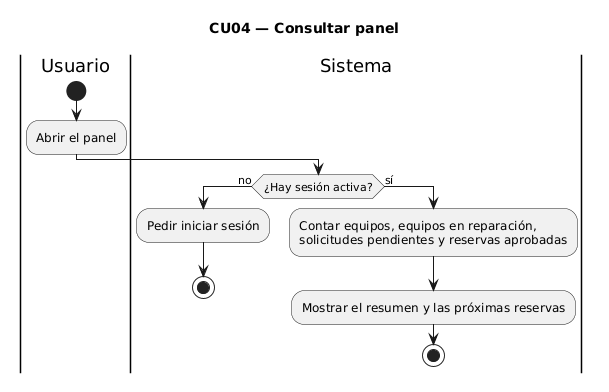 CU04 — Consultar panel
Usuario
Sistema
Abrir el panel
¿Hay sesión activa?
no
sí
Pedir iniciar sesión
Contar equipos, equipos en reparación,
solicitudes pendientes y reservas aprobadas
Mostrar el resumen y las próximas reservas